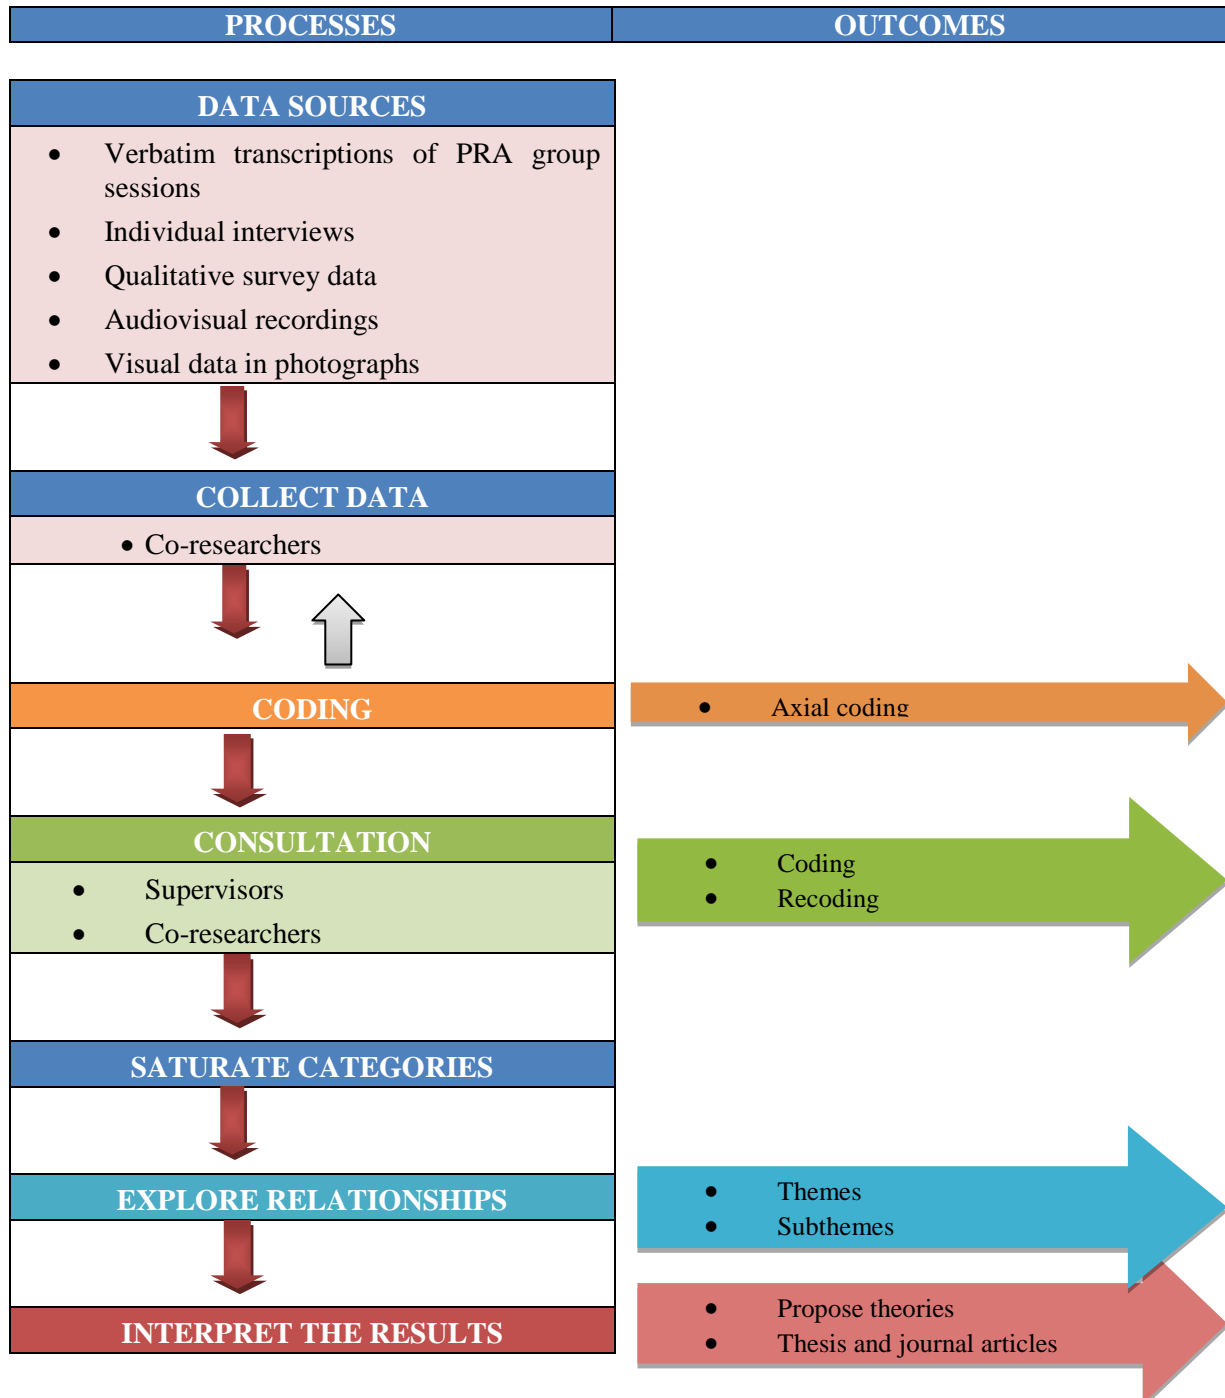 PROCESSES
OUTCOMES
DATA SOURCES
• Verbatim transcriptions of PRA group
sessions
• Individual interviews
• Qualitative survey data
• Audiovisual recordings
• Visual data in photographs
COLLECT DATA
• Co-researchers
CODING
• Axial coding
CONSULTATION
• Supervisors
• Co-researchers
• Coding
• Recoding
SATURATE CATEGORIES
EXPLORE RELATIONSHIPS
• Themes
• Subthemes
INTERPRET THE RESULTS
• Propose theories
• Thesis and journal articles